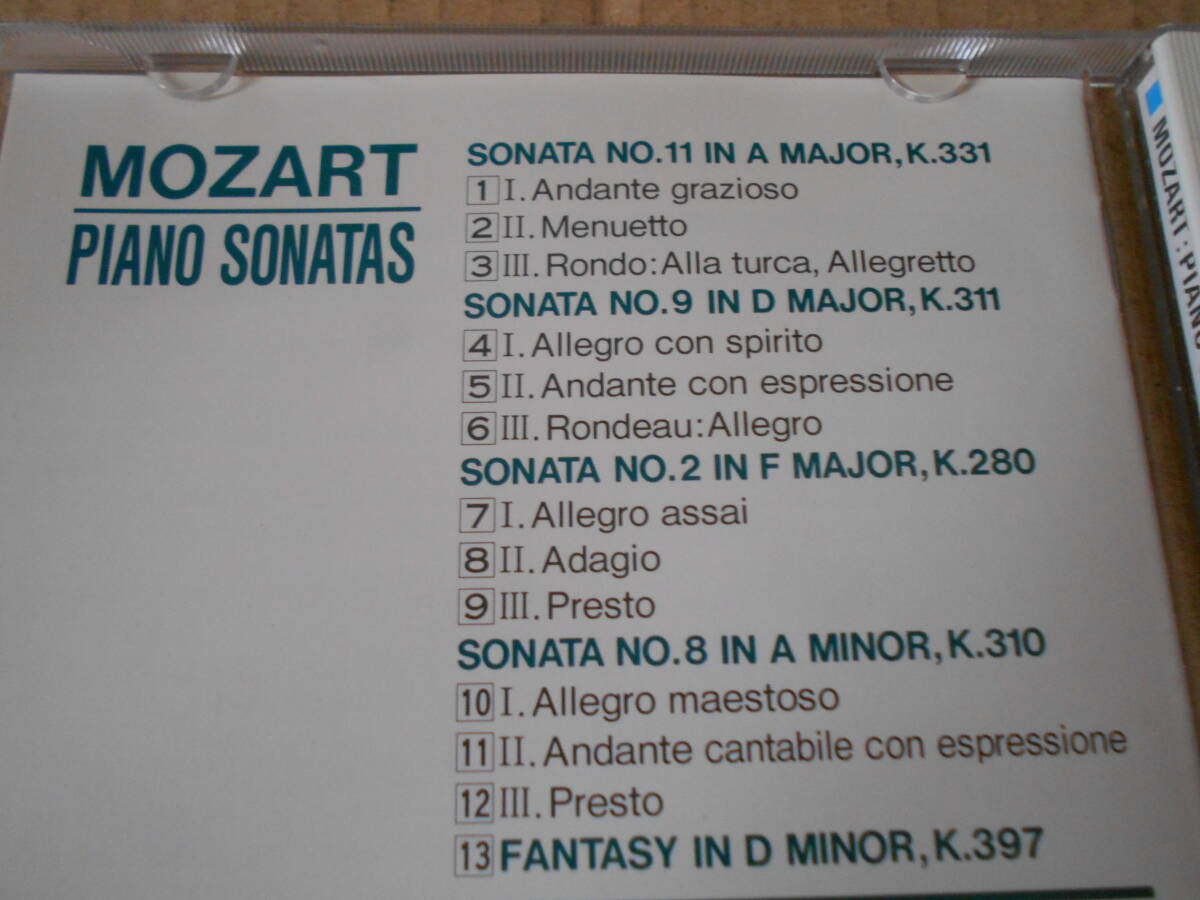 MOZART
PIANO SONATAS
SONATA NO.11 IN A MAJOR,K.331
1 I.Andante grazioso
2 II.Menuetto
3 III.Rondo:Alla turca, Allegretto
SONATA NO.9 IN D MAJOR,K.311
4 I.Allegro con spirito
5 II.Andante con espressione
6 III.Rondeau:Allegro
SONATA NO.2 IN F MAJOR,K.280
7 I.Allegro assai
8 II.Adagio
9 III.Presto
SONATA NO.8 IN A MINOR,K.310
10 I.Allegro maestoso
11 II.Andante cantabile con espressione
12 III.Presto
13 FANTASY IN D MINOR,K.397
MOZART:PIANO